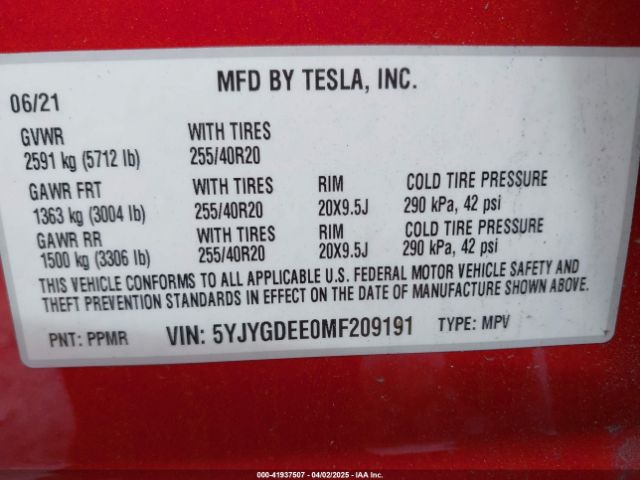 MFD BY TESLA, INC.
06/21
GVWR WITH TIRES
2591 kg (5712 lb) 255/40R20
GAWR FRT WITH TIRES RIM COLD TIRE PRESSURE
1363 kg (3004 lb) 255/40R20 20X9.5J 290 kPa, 42 psi
GAWR RR WITH TIRES RIM COLD TIRE PRESSURE
1500 kg (3306 lb) 255/40R20 20X9.5J 290 kPa, 42 psi
THIS VEHICLE CONFORMS TO ALL APPLICABLE U.S. FEDERAL MOTOR VEHICLE SAFETY AND
THEFT PREVENTION STANDARDS IN EFFECT ON THE DATE OF MANUFACTURE SHOWN ABOVE.
PNT: PPMR VIN: 5YJYGDEE0MF209191 TYPE: MPV
000-41937507 - 04/02/2025 - IAA Inc.